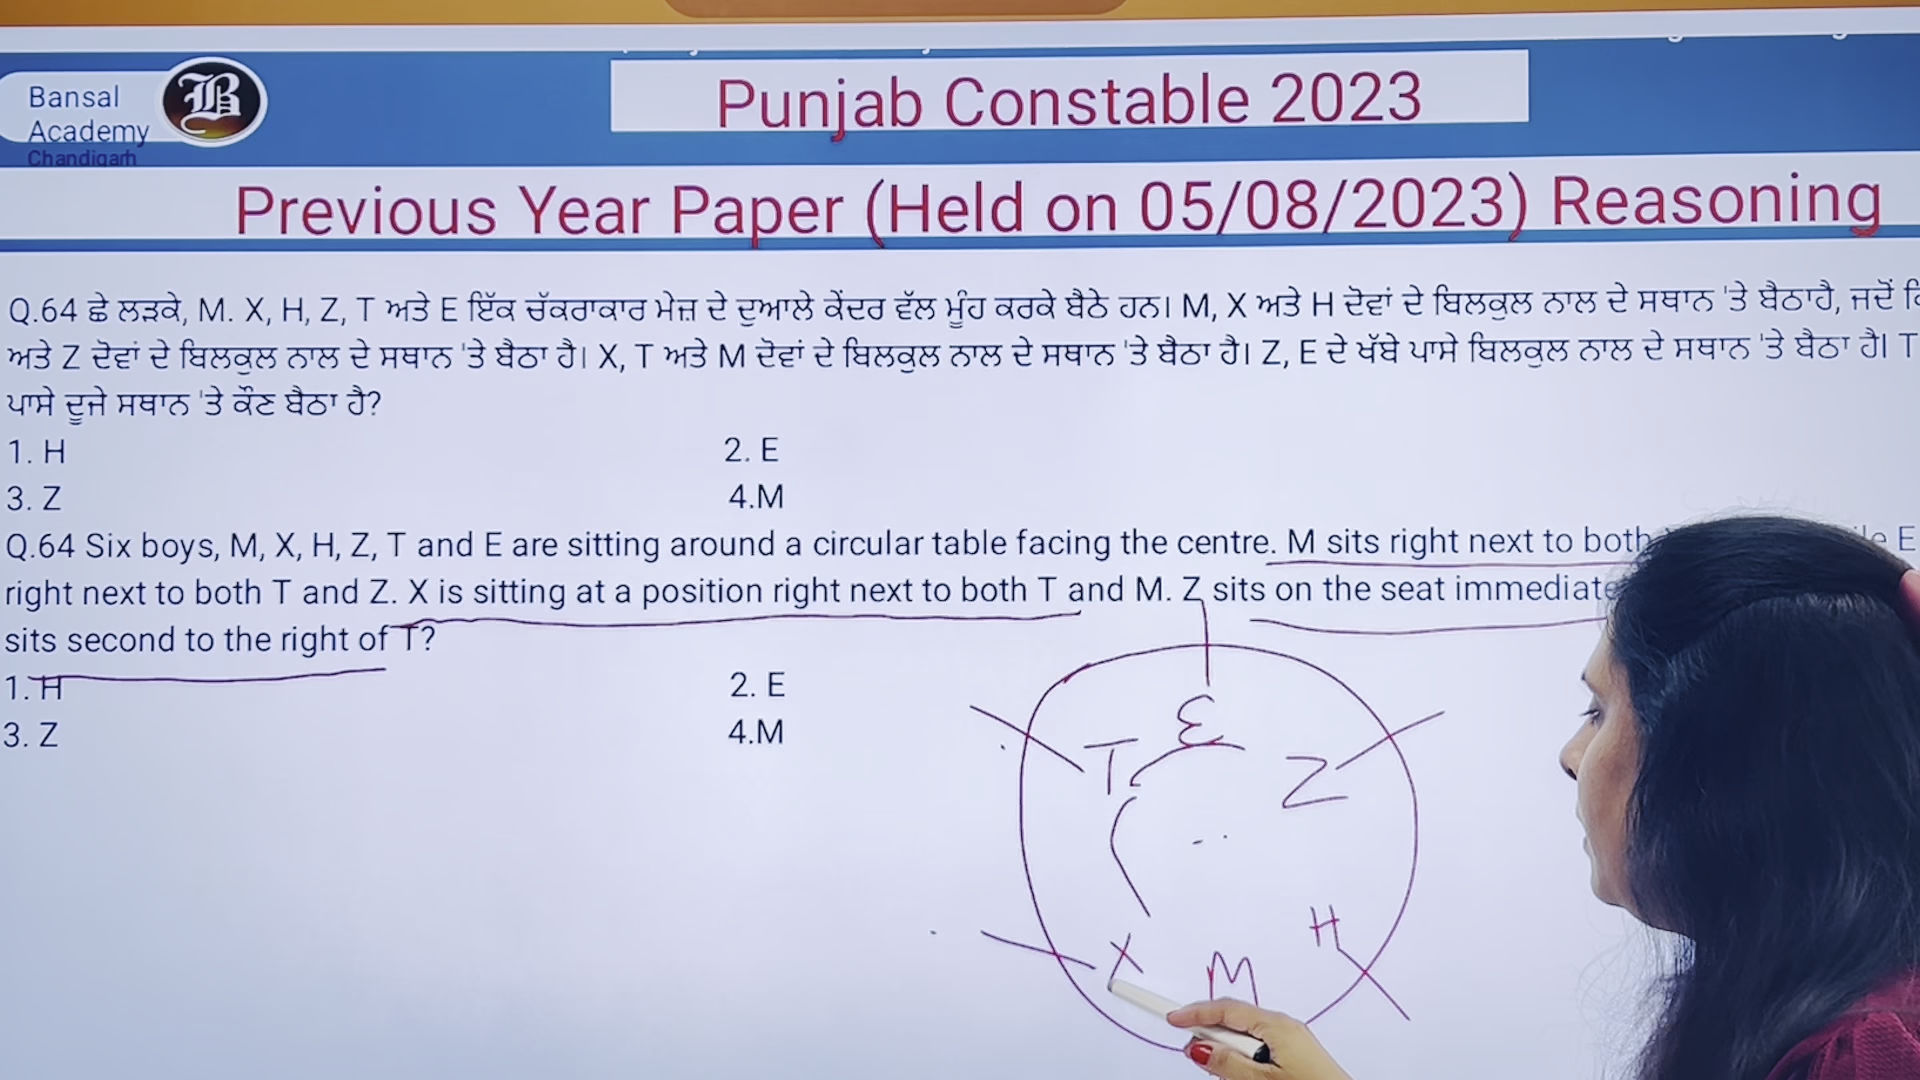 Bansal
Academy
Chandigarh
B
Punjab Constable 2023
Previous Year Paper (Held on 05/08/2023) Reasoning
Q.64 ਛੇ ਲੜਕੇ, M. X, H, Z, T ਅਤੇ E ਇੱਕ ਚੱਕਰਾਕਾਰ ਮੇਜ਼ ਦੇ ਦੁਆਲੇ ਕੇਂਦਰ ਵੱਲ ਮੂੰਹ ਕਰਕੇ ਬੈਠੇ ਹਨ। M, X ਅਤੇ H ਦੋਵਾਂ ਦੇ ਬਿਲਕੁਲ ਨਾਲ ਦੇ ਸਥਾਨ 'ਤੇ ਬੈਠਾਹੈ, ਜਦੋਂ
ਅਤੇ Z ਦੋਵਾਂ ਦੇ ਬਿਲਕੁਲ ਨਾਲ ਦੇ ਸਥਾਨ 'ਤੇ ਬੈਠਾ ਹੈ। X, T ਅਤੇ M ਦੋਵਾਂ ਦੇ ਬਿਲਕੁਲ ਨਾਲ ਦੇ ਸਥਾਨ 'ਤੇ ਬੈਠਾ ਹੈ। Z, E ਦੇ ਖੱਬੇ ਪਾਸੇ ਬਿਲਕੁਲ ਨਾਲ ਦੇ ਸਥਾਨ 'ਤੇ ਬੈਠਾ ਹੈ। T
ਪਾਸੇ ਦੂਜੇ ਸਥਾਨ 'ਤੇ ਕੌਣ ਬੈਠਾ ਹੈ?
1. H 2. E
3. Z 4.M
Q.64 Six boys, M, X, H, Z, T and E are sitting around a circular table facing the centre. M sits right next to both E
right next to both T and Z. X is sitting at a position right next to both T and M. Z sits on the seat
sits second to the right of T?
1. H 2. E
3. Z 4.M
E
T
Z
H
X
M